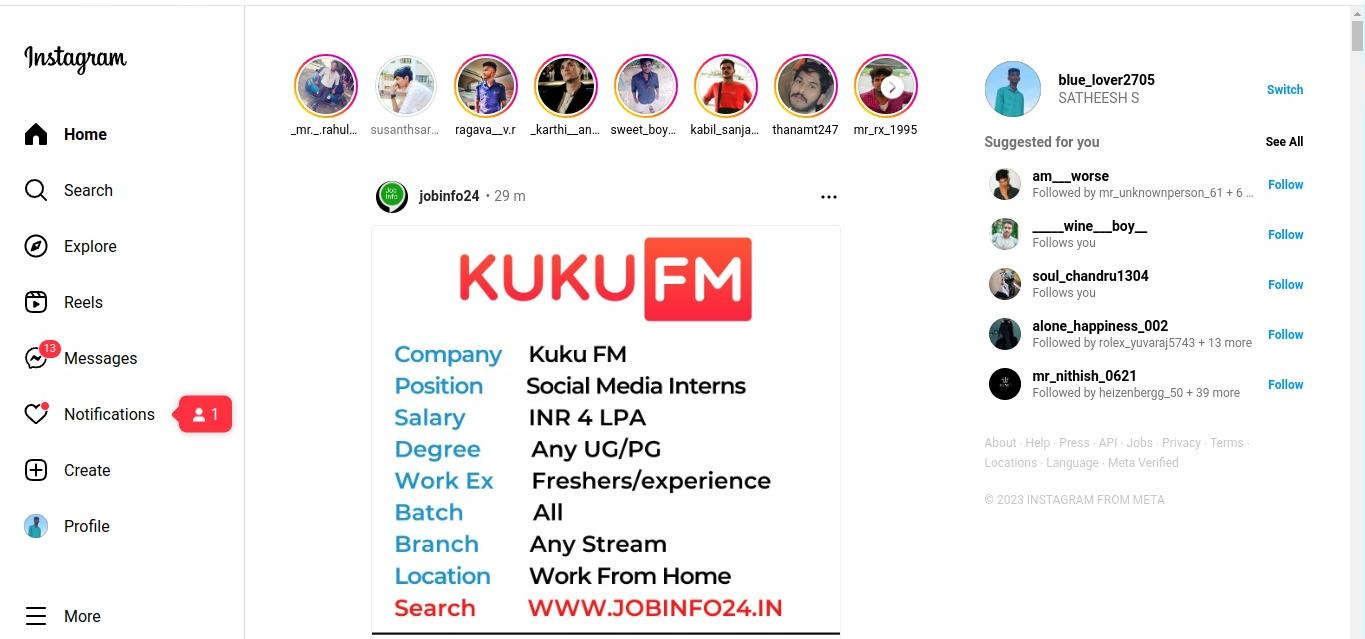 Instagram
Home
Search
Explore
Reels
13
Messages
Notifications
1
Create
Profile
More
_mr._.rahul...
susanthsar...
ragava__v.r
_karthi__an...
sweet_boy...
kabil_sanja...
thanamt247
mr_rx_1995
Job
Info
jobinfo24 • 29 m
KUKU FM
Company Kuku FM
Position Social Media Interns
Salary INR 4 LPA
Degree Any UG/PG
Work Ex Freshers/experience
Batch All
Branch Any Stream
Location Work From Home
Search WWW.JOBINFO24.IN
blue_lover2705
SATHEESH S
Switch
Suggested for you
See All
am___worse
Followed by mr_unknownperson_61 + 6 ...
Follow
_____wine___boy__
Follows you
Follow
soul_chandru1304
Follows you
Follow
alone_happiness_002
Followed by rolex_yuvaraj5743 + 13 more
Follow
mr_nithish_0621
Followed by heizenbergg_50 + 39 more
Follow
About · Help · Press · API · Jobs · Privacy · Terms ·
Locations · Language · Meta Verified
© 2023 INSTAGRAM FROM META